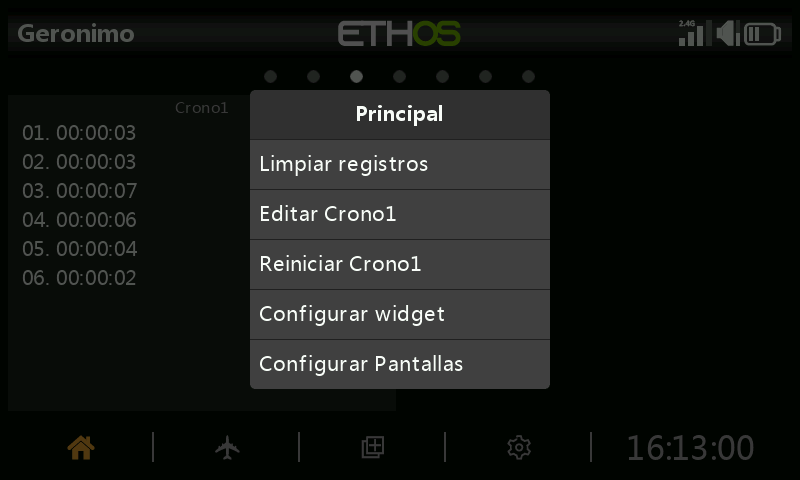 Geronimo
ETHOS
2.4G
Crono1
01. 00:00:03
02. 00:00:03
03. 00:00:07
04. 00:00:06
05. 00:00:04
06. 00:00:02
Principal
Limpiar registros
Editar Crono1
Reiniciar Crono1
Configurar widget
Configurar Pantallas
16:13:00